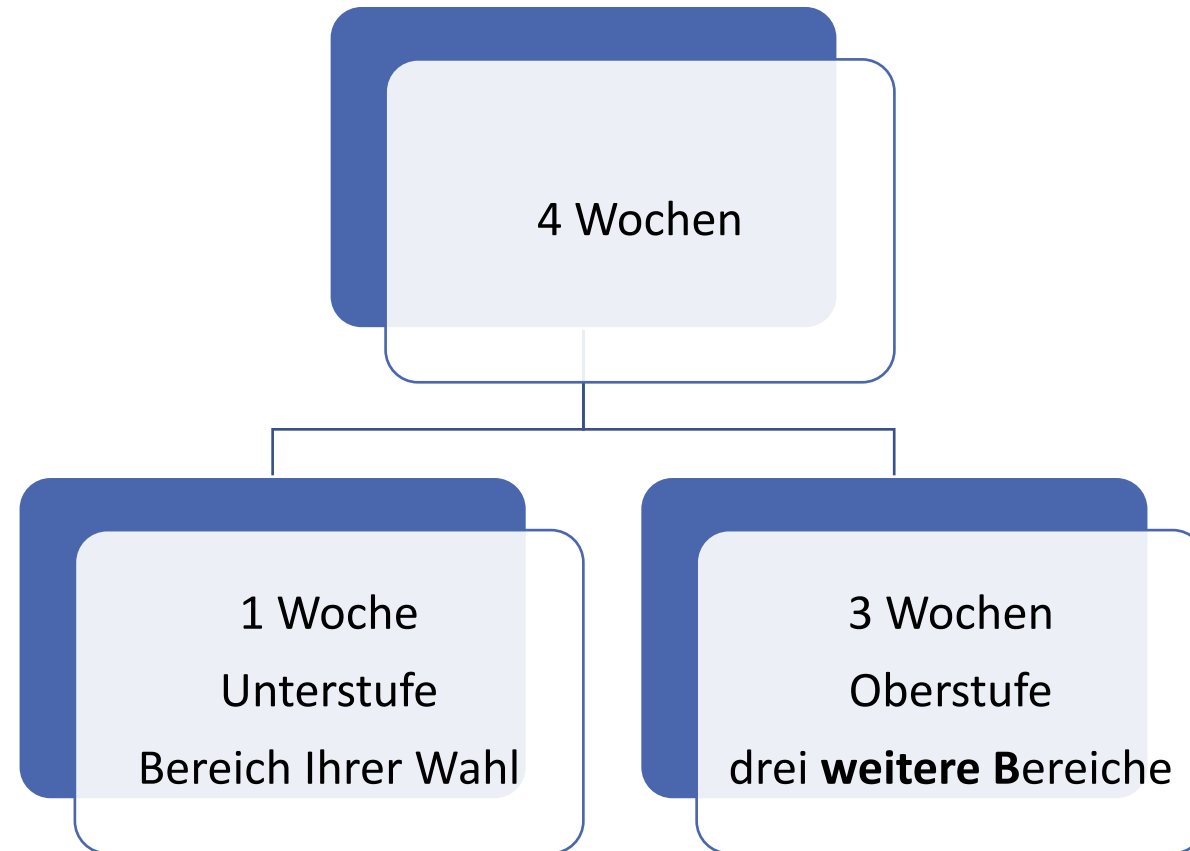 4 Wochen
1 Woche
Unterstufe
Bereich Ihrer Wahl
3 Wochen
Oberstufe
drei weitere Bereiche